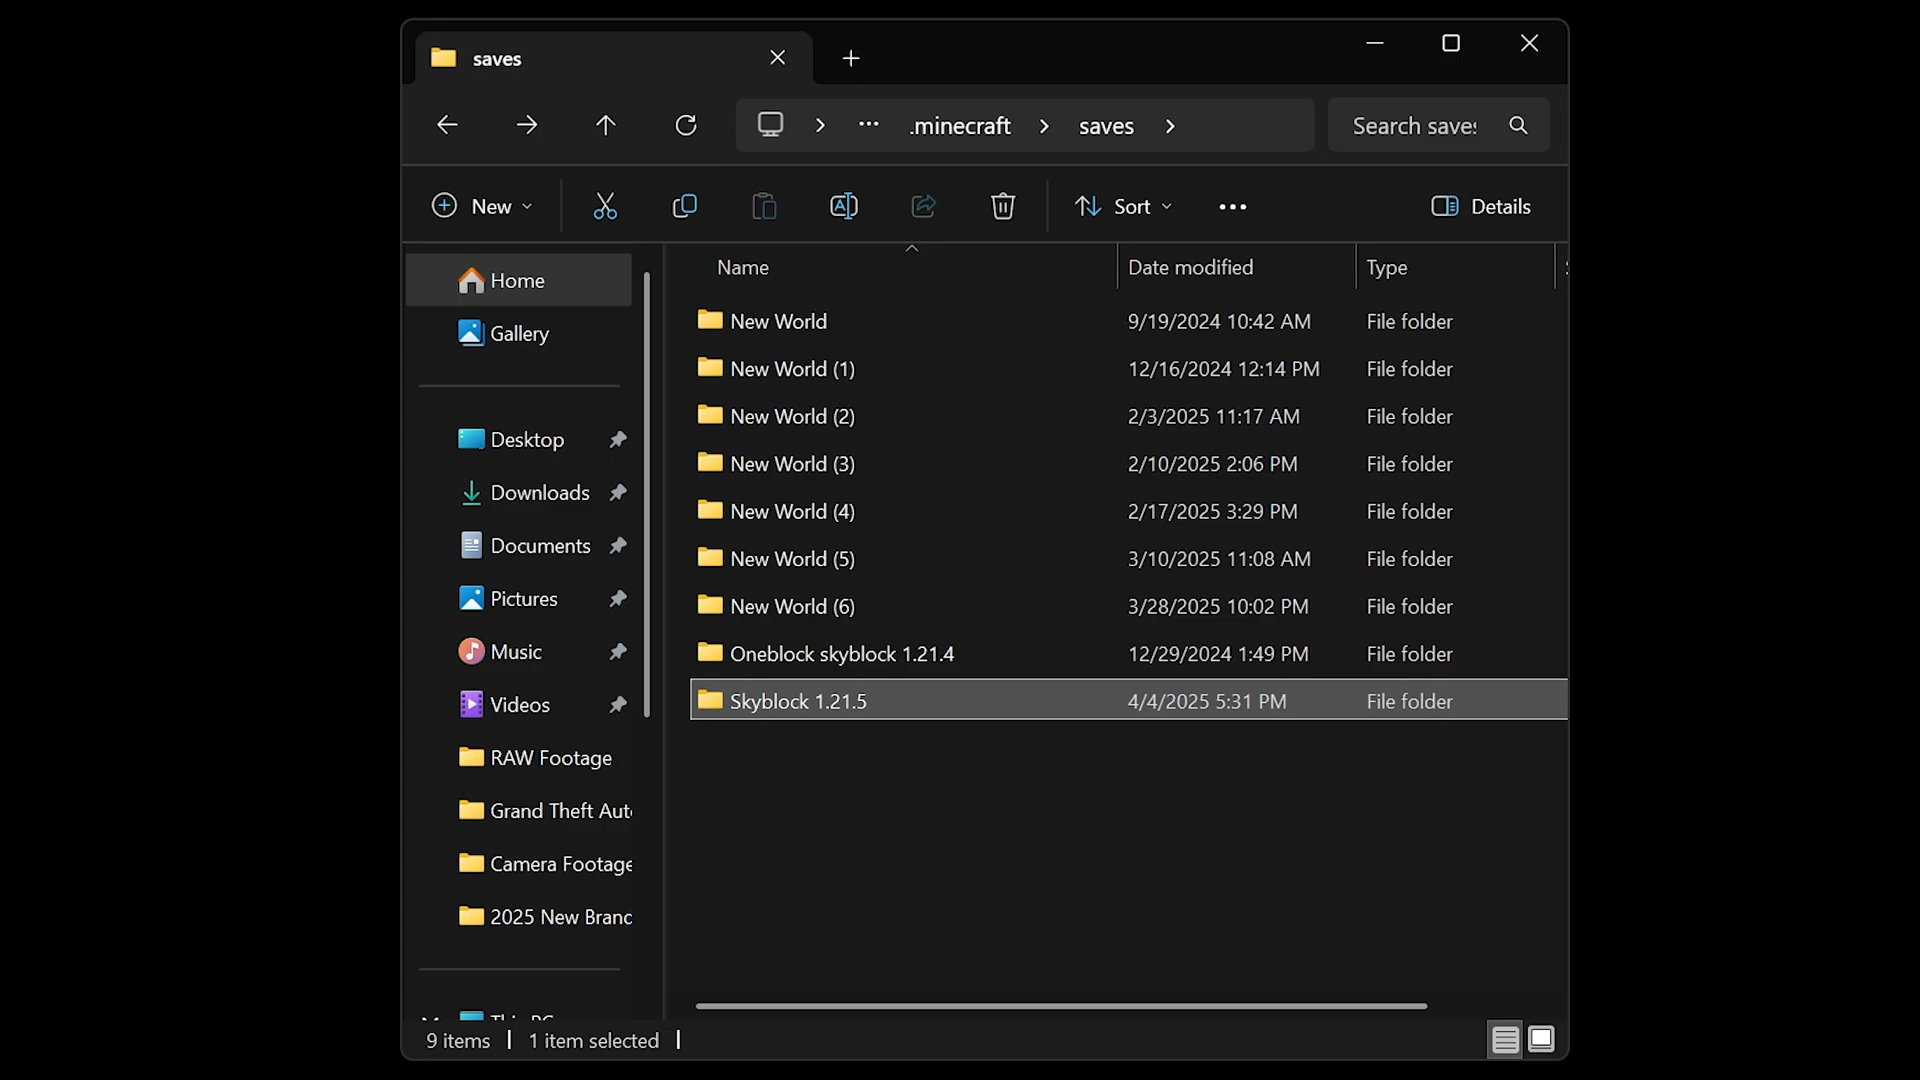 saves
.minecraft
saves
Search saves
New
Sort
Details
Name
Date modified
Type
Home
Gallery
Desktop
Downloads
Documents
Pictures
Music
Videos
RAW Footage
Grand Theft Aut
Camera Footage
2025 New Branc
This PC
New World 9/19/2024 10:42 AM File folder
New World (1) 12/16/2024 12:14 PM File folder
New World (2) 2/3/2025 11:17 AM File folder
New World (3) 2/10/2025 2:06 PM File folder
New World (4) 2/17/2025 3:29 PM File folder
New World (5) 3/10/2025 11:08 AM File folder
New World (6) 3/28/2025 10:02 PM File folder
Oneblock skyblock 1.21.4 12/29/2024 1:49 PM File folder
Skyblock 1.21.5 4/4/2025 5:31 PM File folder
9 items
1 item selected